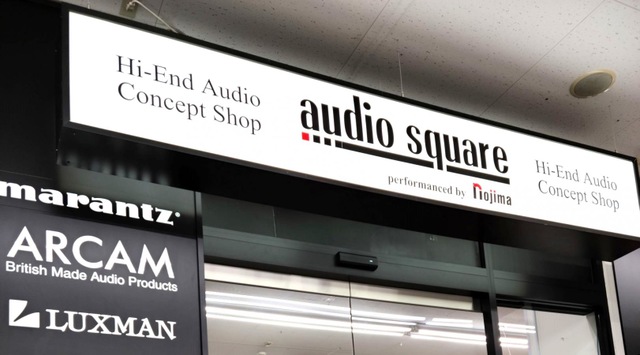 Hi-End Audio
Concept Shop
audio square
performanced by nojima
Hi-End Audio
Concept Shop
marantz
ARCAM
British Made Audio Products
LUXMAN